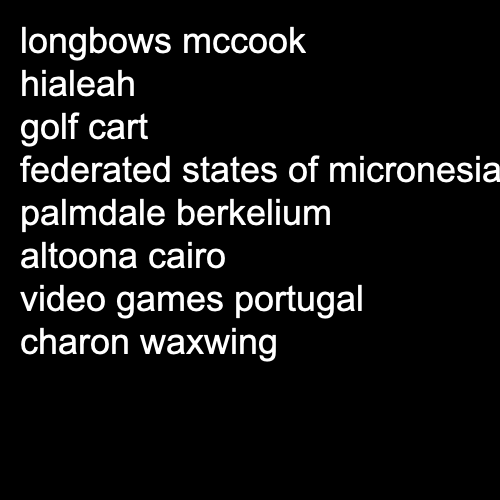 longbows mccook
hialeah
golf cart
federated states of micronesia
palmdale berkelium
altoona cairo
video games portugal
charon waxwing